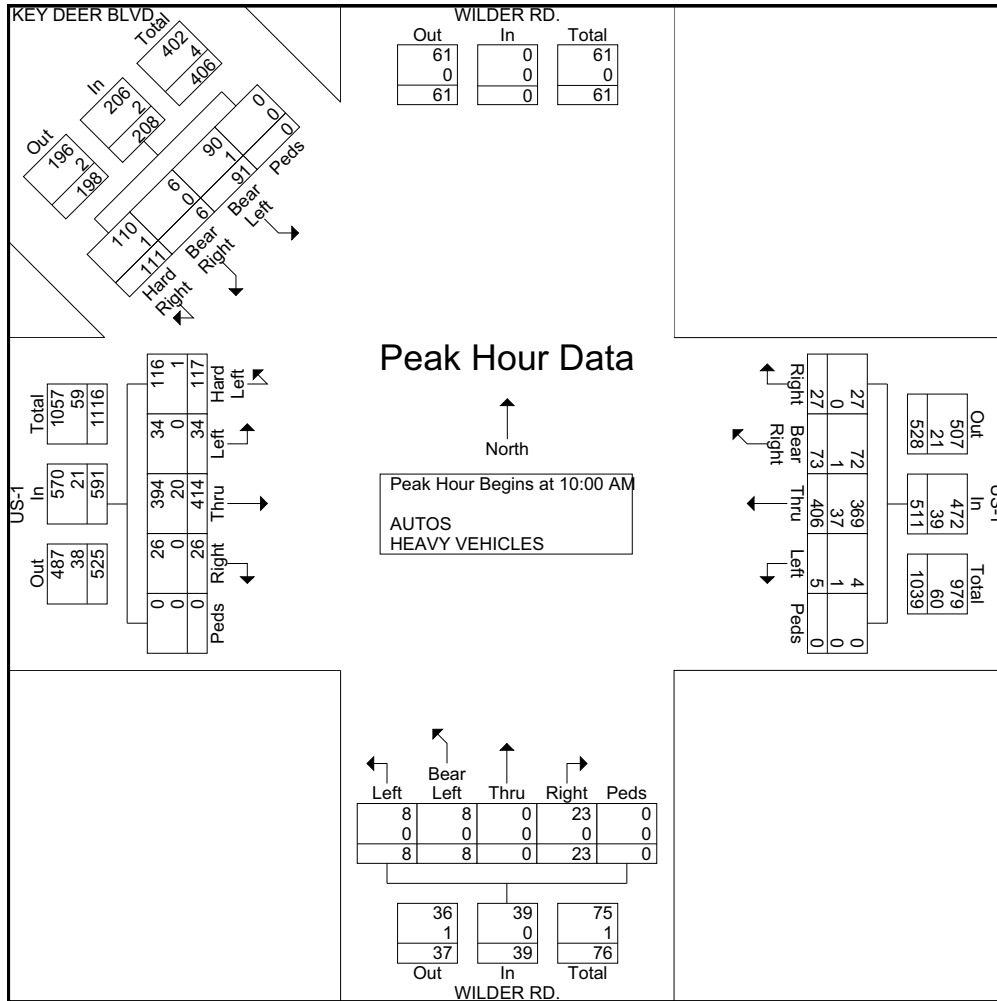 KEY DEER BLVD.
Total
402
4
406
In
206
2
208
Out
196
2
198
110 6 90 0
1 0 1 0
111 6 91 0
Hard Right
Bear Right
Bear Left
Peds
WILDER RD.
Out In Total
61 0 61
0 0 0
61 0 61
Peak Hour Data
North
Peak Hour Begins at 10:00 AM
AUTOS
HEAVY VEHICLES
US-1
Total
1057
59
1116
In
570
21
591
Out
487
38
525
116 1 117 Hard Left
34 0 34 Left
394 20 414 Thru
26 0 26 Right
0 0 0 Peds
Right 27 0 27
Bear Right 73 1 72
Thru 406 37 369
Left 5 1 4
Peds 0 0 0
US-1
Out
507
21
528
In
472
39
511
Total
979
60
1039
Left Bear Left Thru Right Peds
8 8 0 23 0
0 0 0 0 0
8 8 0 23 0
36 39 75
1 0 1
37 39 76
Out In Total
WILDER RD.